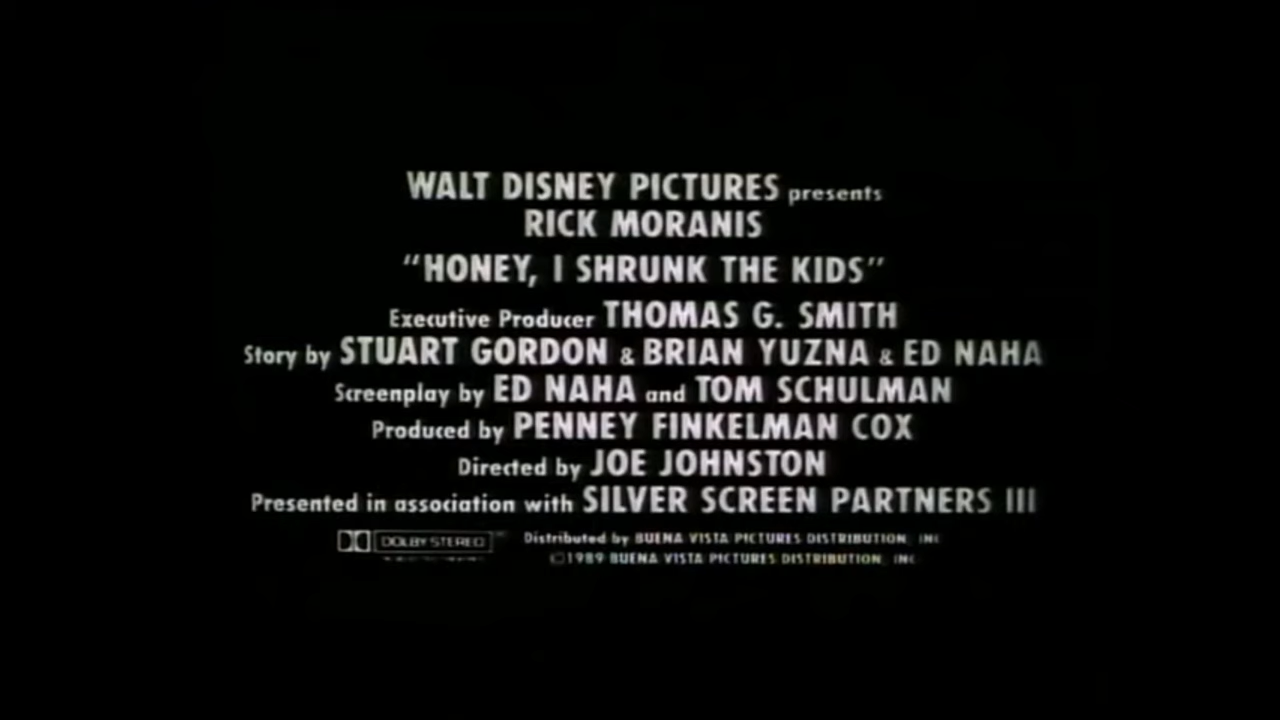 WALT DISNEY PICTURES presents
RICK MORANIS
"HONEY, I SHRUNK THE KIDS"
Executive Producer THOMAS G. SMITH
Story by STUART GORDON & BRIAN YUZNA & ED NAHA
Screenplay by ED NAHA and TOM SCHULMAN
Produced by PENNEY FINKELMAN COX
Directed by JOE JOHNSTON
Presented in association with SILVER SCREEN PARTNERS III
DOLBY STEREO Distributed by BUENA VISTA PICTURES DISTRIBUTION, INC
©1989 BUENA VISTA PICTURES DISTRIBUTION, INC